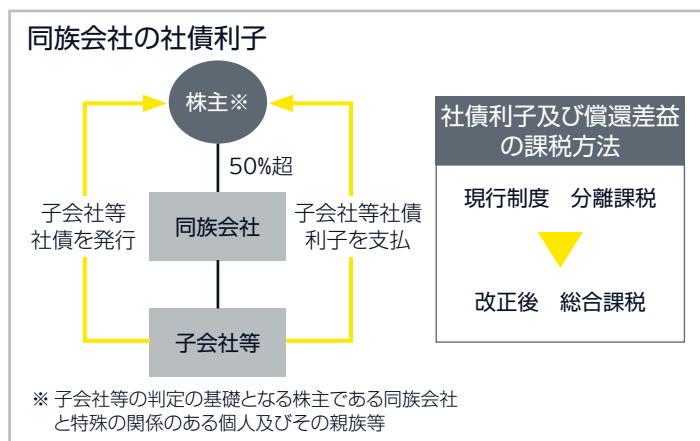 同族会社の社債利子
株主※
50%超
子会社等
社債を発行
同族会社
子会社等社債
利子を支払
子会社等
※ 子会社等の判定の基礎となる株主である同族会社
と特殊の関係のある個人及びその親族等
社債利子及び償還差益
の課税方法
現行制度 分離課税
改正後 総合課税